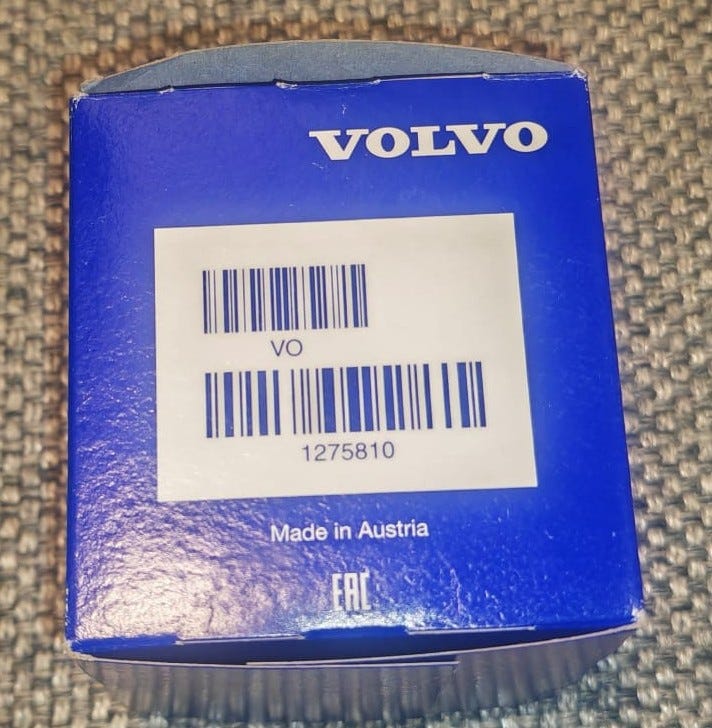 VOLVO
VO
1275810
Made in Austria
EAC